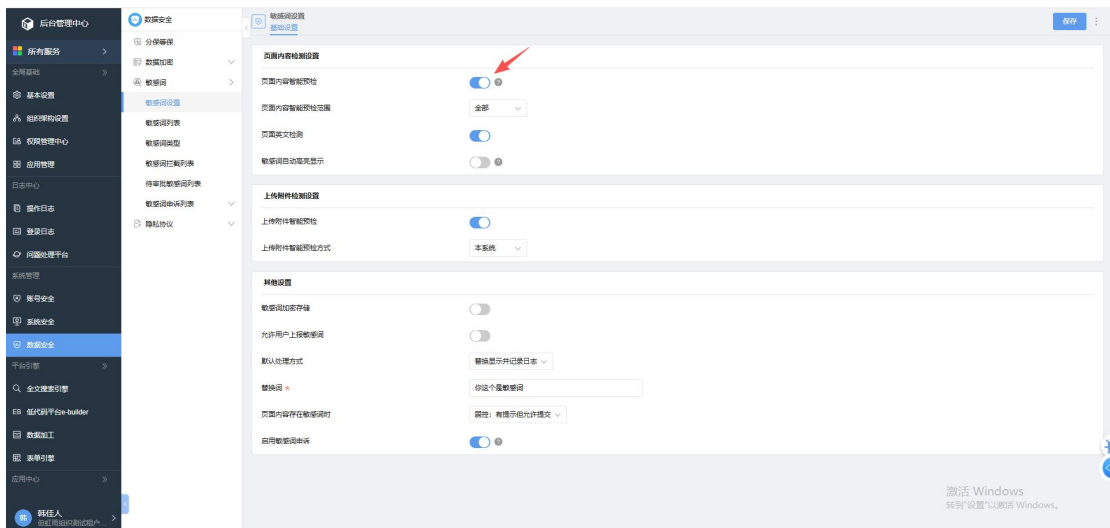 后台管理中心
所有服务
全局基础
基本设置
组织架构设置
权限管理中心
应用管理
日志中心
操作日志
登录日志
问题处理平台
系统管理
账号安全
系统安全
数据安全
平台引擎
全文搜索引擎
EB 低代码平台e-builder
数据加工
表单引擎
应用中心
韩佳人
数据安全
分保等保
数据加密
敏感词
敏感词设置
敏感词列表
敏感词类型
敏感词拦截列表
待审批敏感词列表
敏感词申诉列表
隐私协议
敏感词设置
基础设置
保存
页面内容检测设置
页面内容智能预检
页面内容智能预检范围 全部
页面英文检测
敏感词自动高亮显示
上传附件检测设置
上传附件智能预检
上传附件智能预检方式 本系统
其他设置
敏感词加密存储
允许用户上报敏感词
默认处理方式 替换显示并记录日志
替换词 * 你这个是敏感词
页面内容存在敏感词时 弱控：有提示但允许提交
启用敏感词申诉
激活 Windows
转到"设置"以激活 Windows。